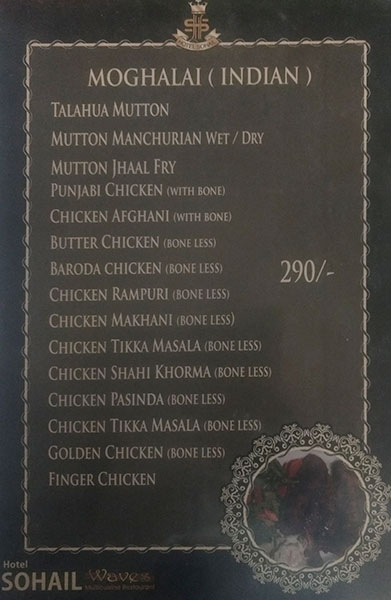 MOGHALAI ( INDIAN )
TALAHUA MUTTON
MUTTON MANCHURIAN WET / DRY
MUTTON JHAAL FRY
PUNJABI CHICKEN (WITH BONE)
CHICKEN AFGHANI (WITH BONE)
BUTTER CHICKEN (BONE LESS)
BARODA CHICKEN (BONE LESS)
290/-
CHICKEN RAMPURI (BONE LESS)
CHICKEN MAKHANI (BONE LESS)
CHICKEN TIKKA MASALA (BONE LESS)
CHICKEN SHAHI KHORMA (BONE LESS)
CHICKEN PASINDA (BONE LESS)
CHICKEN TIKKA MASALA (BONE LESS)
GOLDEN CHICKEN (BONE LESS)
FINGER CHICKEN
Hotel
SOHAIL Waves
Multicuisine Restaurant